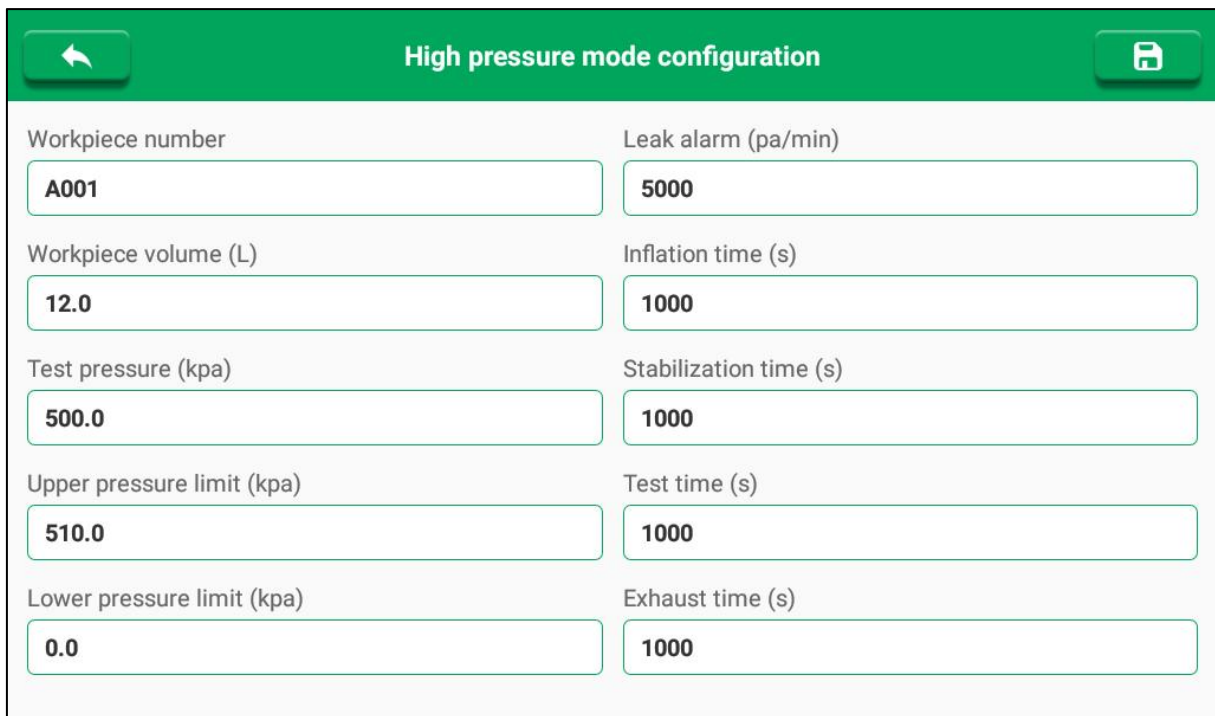 High pressure mode configuration
Workpiece number
A001
Workpiece volume (L)
12.0
Test pressure (kpa)
500.0
Upper pressure limit (kpa)
510.0
Lower pressure limit (kpa)
0.0
Leak alarm (pa/min)
5000
Inflation time (s)
1000
Stabilization time (s)
1000
Test time (s)
1000
Exhaust time (s)
1000